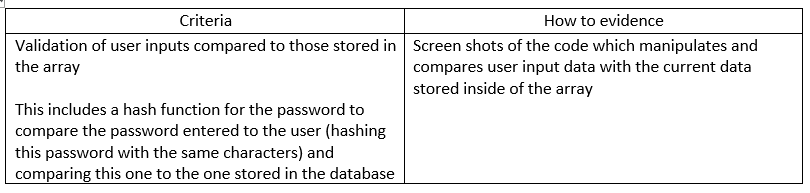 Criteria
How to evidence
Validation of user inputs compared to those stored in
the array
This includes a hash function for the password to
compare the password entered to the user (hashing
this password with the same characters) and
comparing this one to the one stored in the database
Screen shots of the code which manipulates and
compares user input data with the current data
stored inside of the array